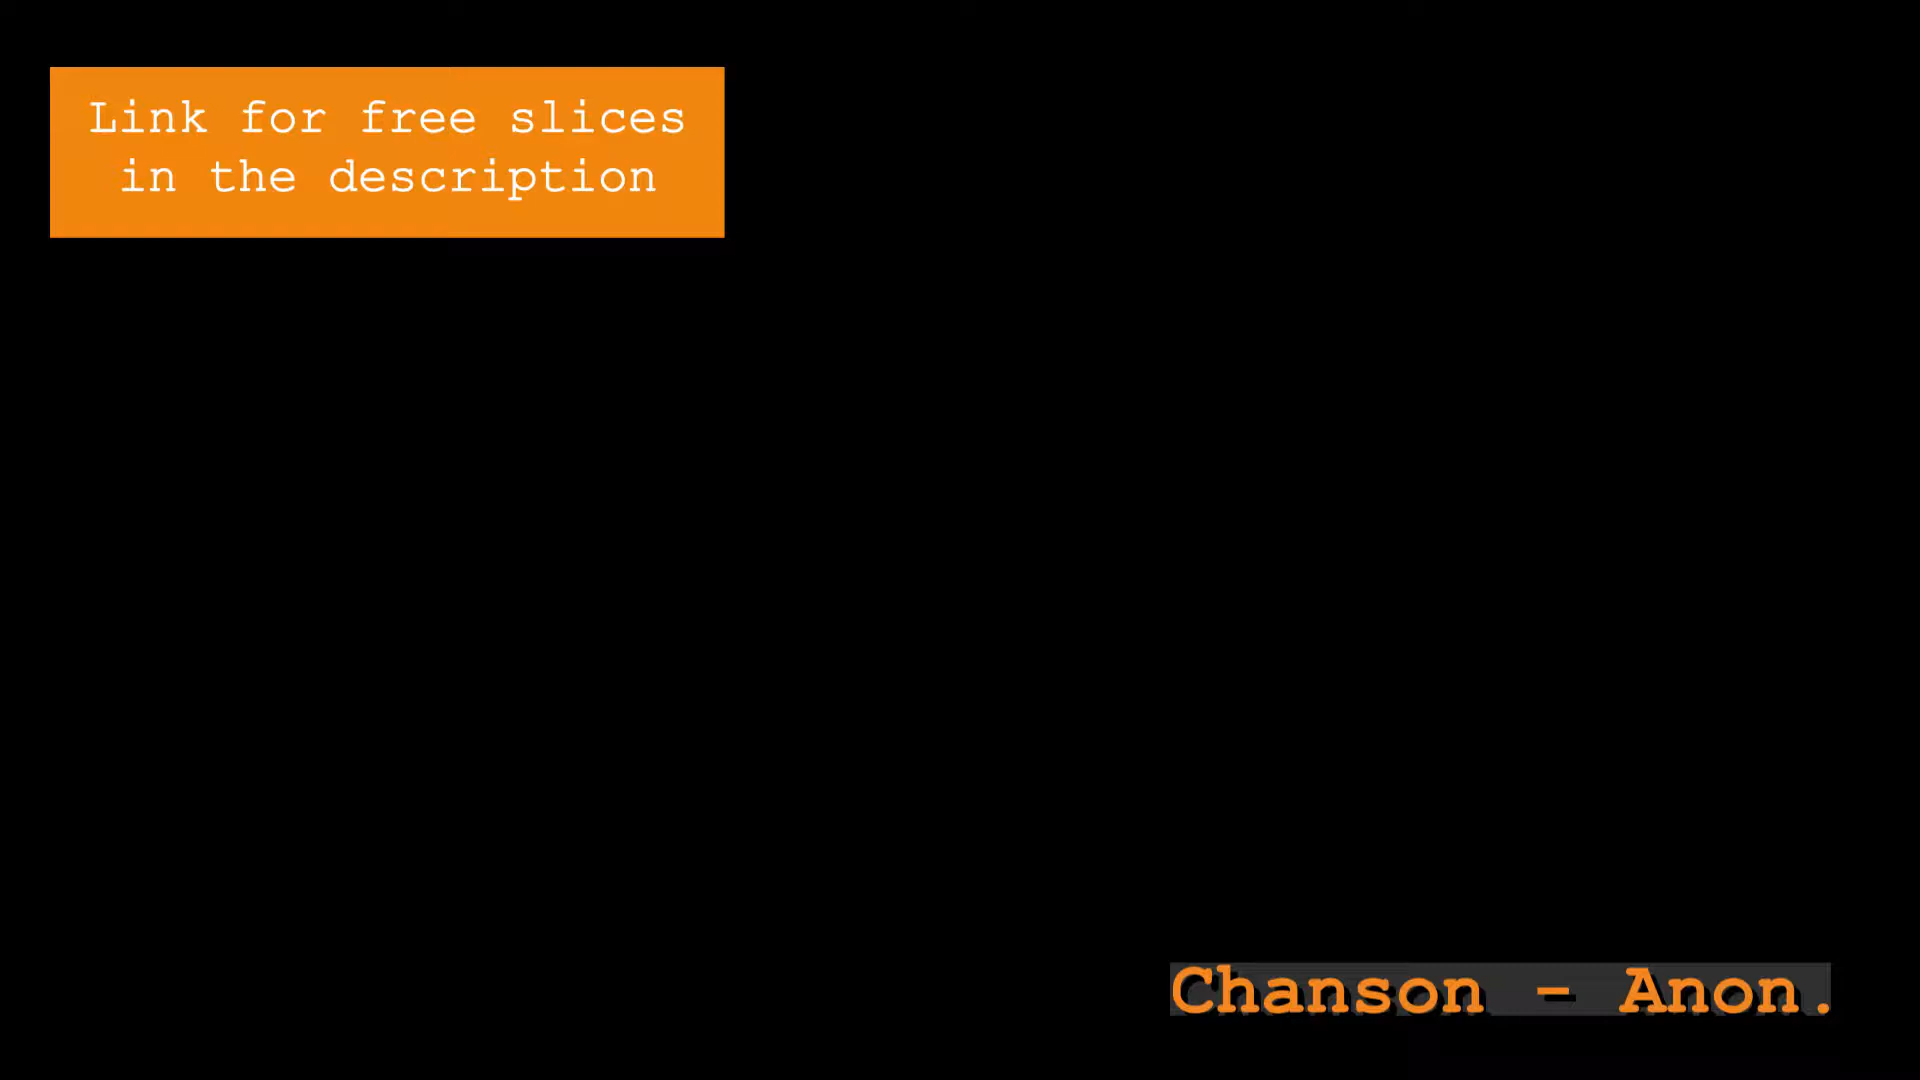 Link for free slices
in the description
Chanson - Anon.